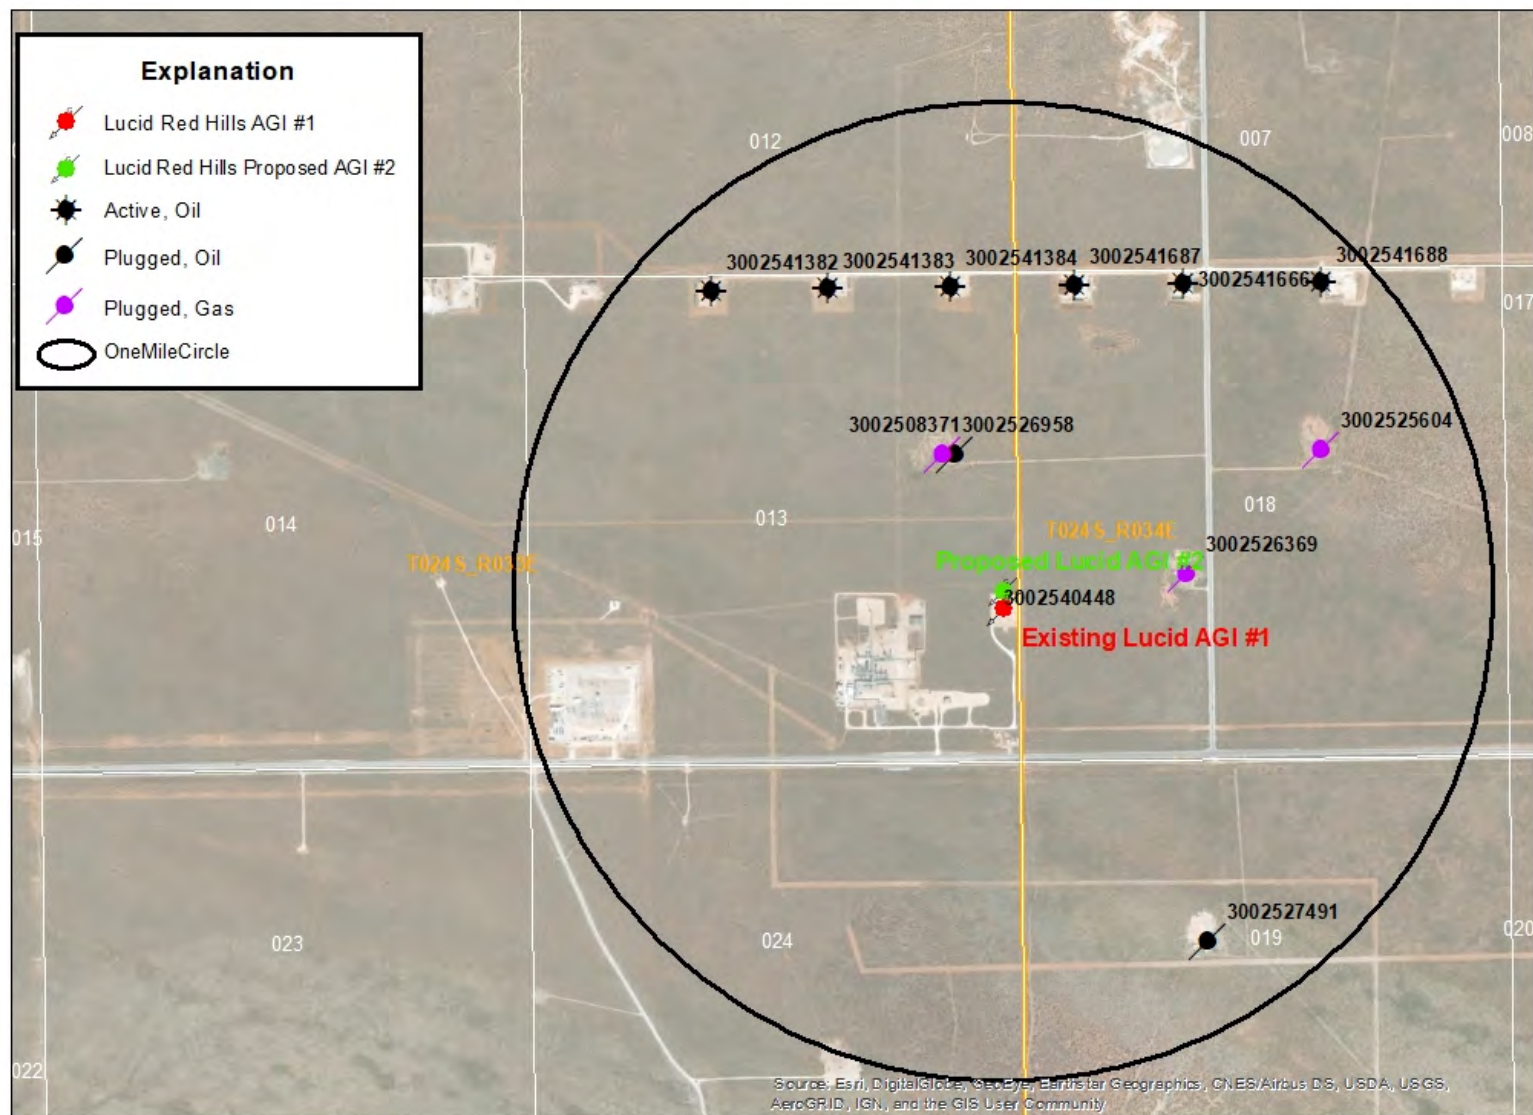 Explanation
Lucid Red Hills AGI #1
Lucid Red Hills Proposed AGI #2
Active, Oil
Plugged, Oil
Plugged, Gas
OneMileCircle
012
007
008
3002541382
3002541383
3002541384
3002541687
3002541666
3002541688
017
3002508371
3002526958
3002525604
015
014
013
018
T024S_R033E
T024S_R034E
3002526369
Proposed Lucid AGI #2
3002540448
Existing Lucid AGI #1
3002527491
023
024
019
020
022
Source: Esri, DigitalGlobe, GeoEye, Earthstar Geographics, CNES/Airbus DS, USDA, USGS,
AeroGRID, IGN, and the GIS User Community